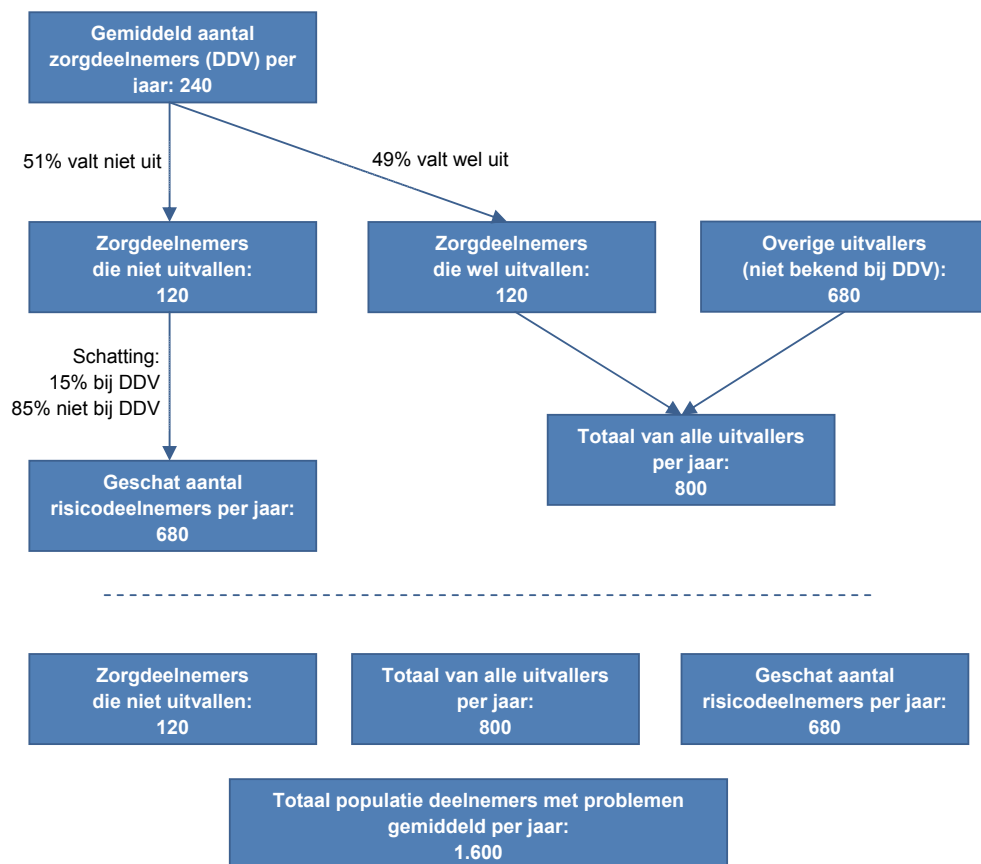 Gemiddeld aantal
zorgdeelnemers (DDV) per
jaar: 240
51% valt niet uit
49% valt wel uit
Zorgdeelnemers
die niet uitvallen:
120
Zorgdeelnemers
die wel uitvallen:
120
Overige uitvallers
(niet bekend bij DDV):
680
Schatting:
15% bij DDV
85% niet bij DDV
Totaal van alle uitvallers
per jaar:
800
Geschat aantal
risicodeelnemers per jaar:
680
Zorgdeelnemers
die niet uitvallen:
120
Totaal van alle uitvallers
per jaar:
800
Geschat aantal
risicodeelnemers per jaar:
680
Totaal populatie deelnemers met problemen
gemiddeld per jaar:
1.600